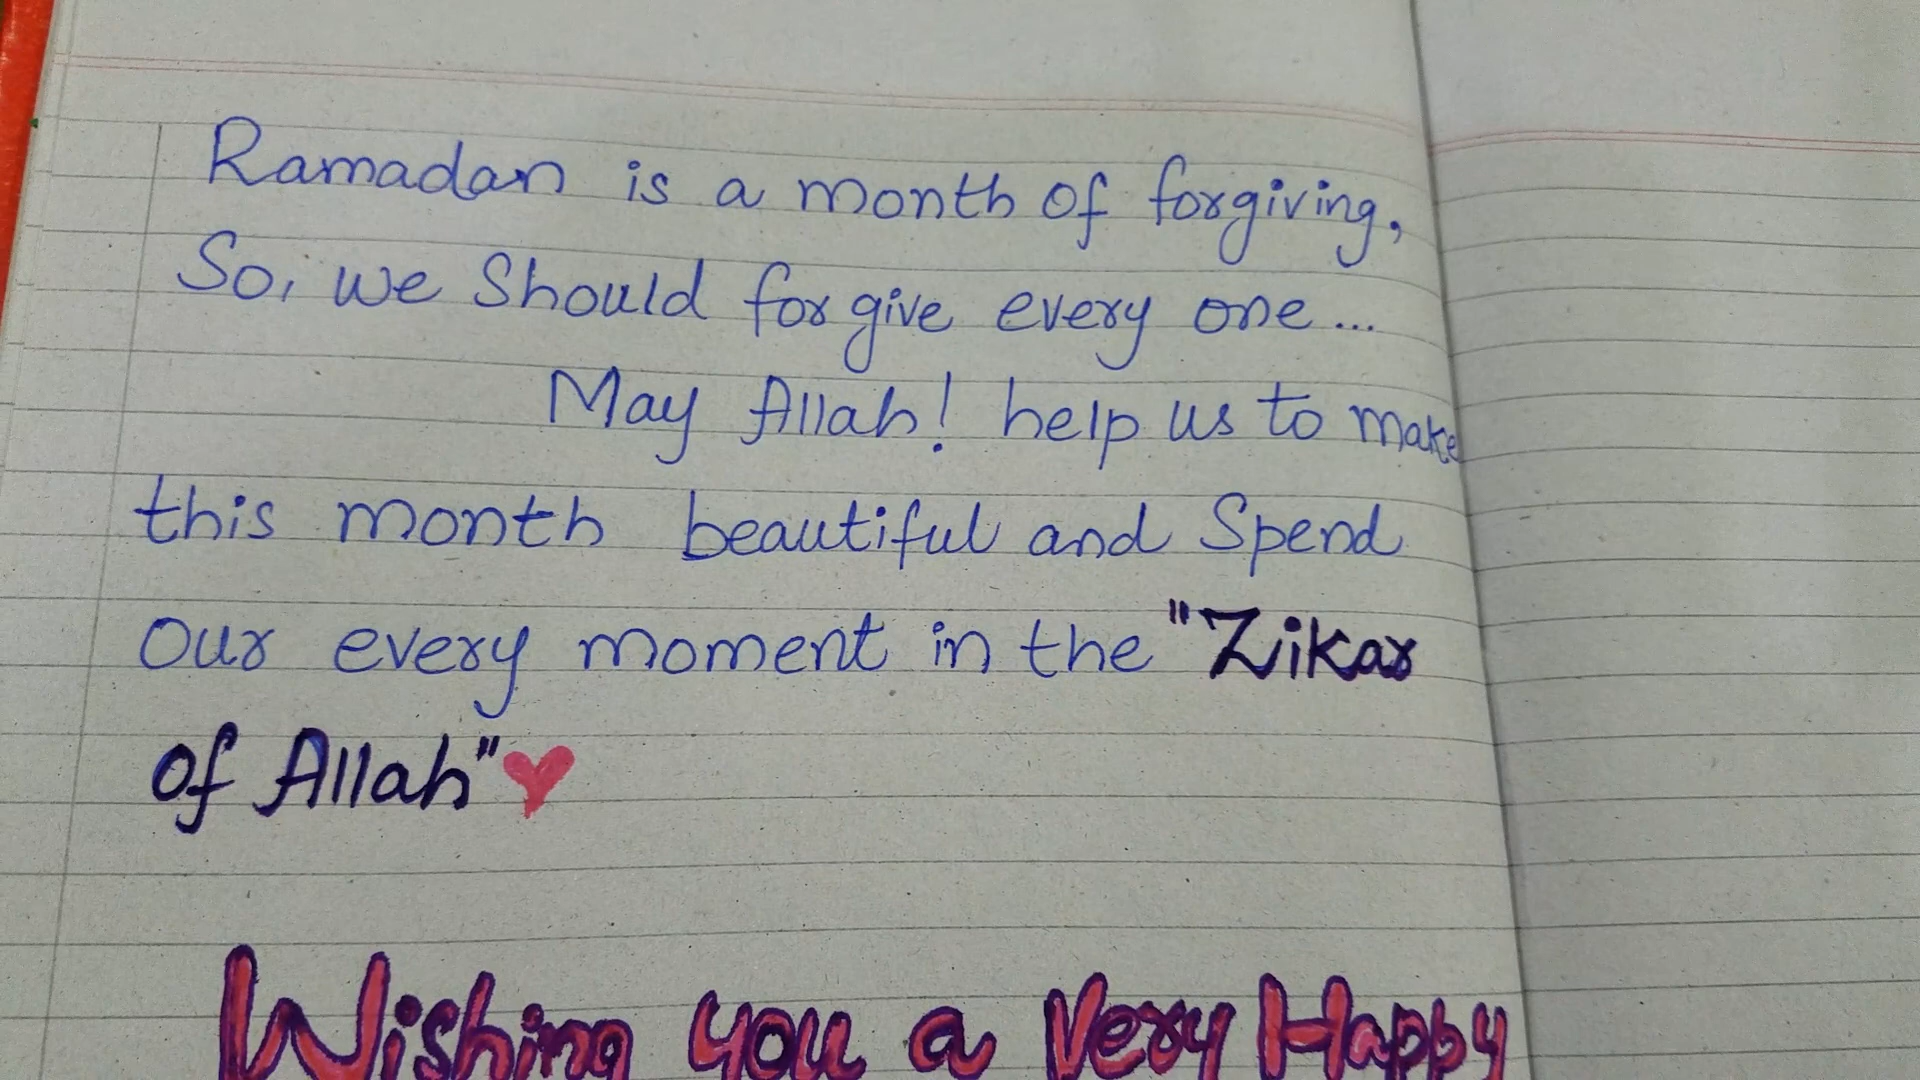 Ramadan is a month of forgiving,
So, we Should forgive every one...
May Allah! help us to make
this month beautiful and Spend
our every moment in the "Zikar
of Allah"♥
Wishing you a Very Happy